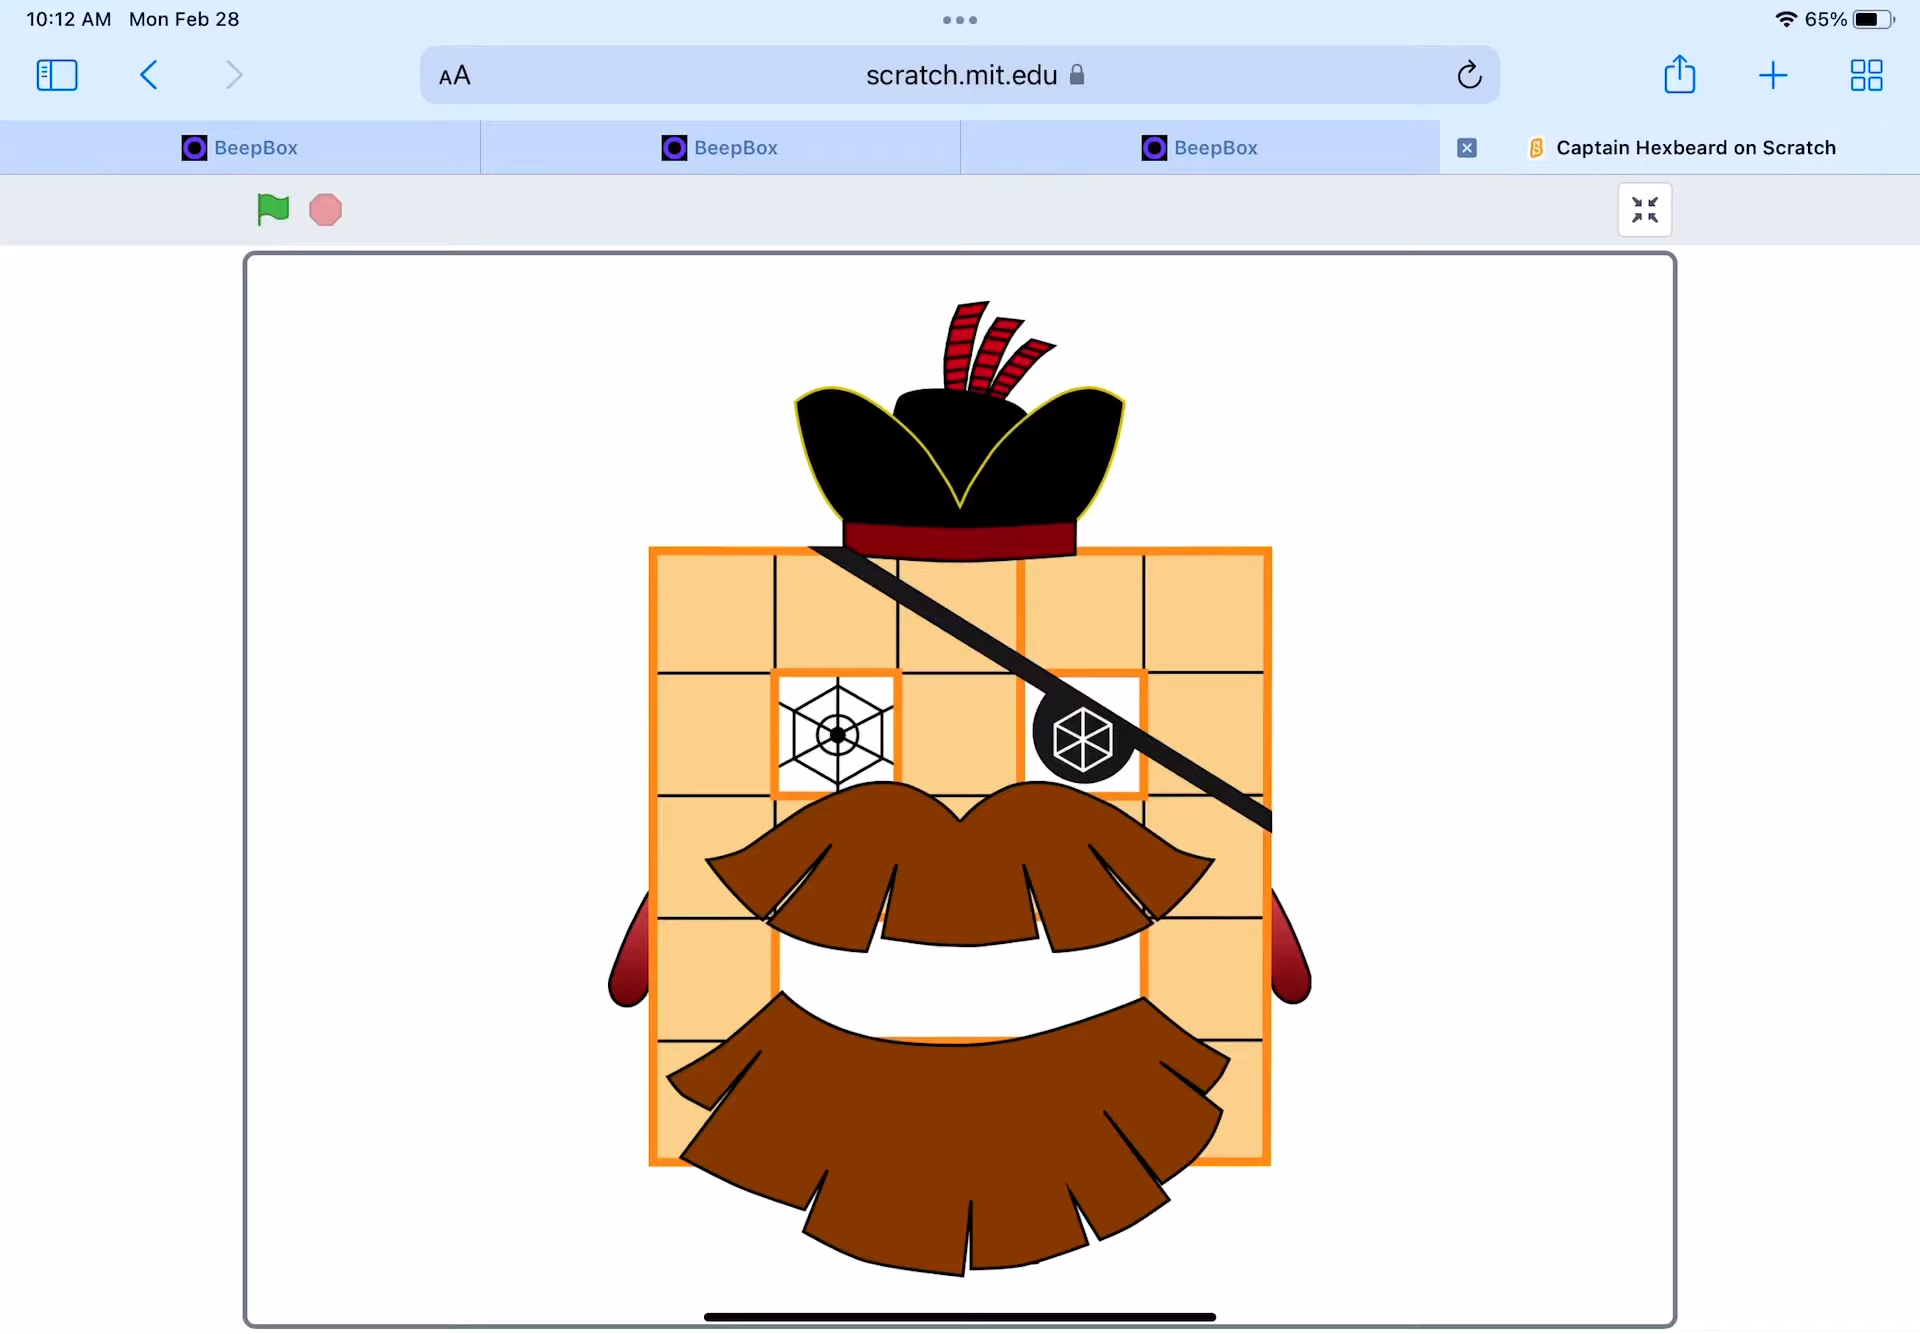 10:12 AM Mon Feb 28
65%
AA scratch.mit.edu
BeepBox BeepBox BeepBox Captain Hexbeard on Scratch